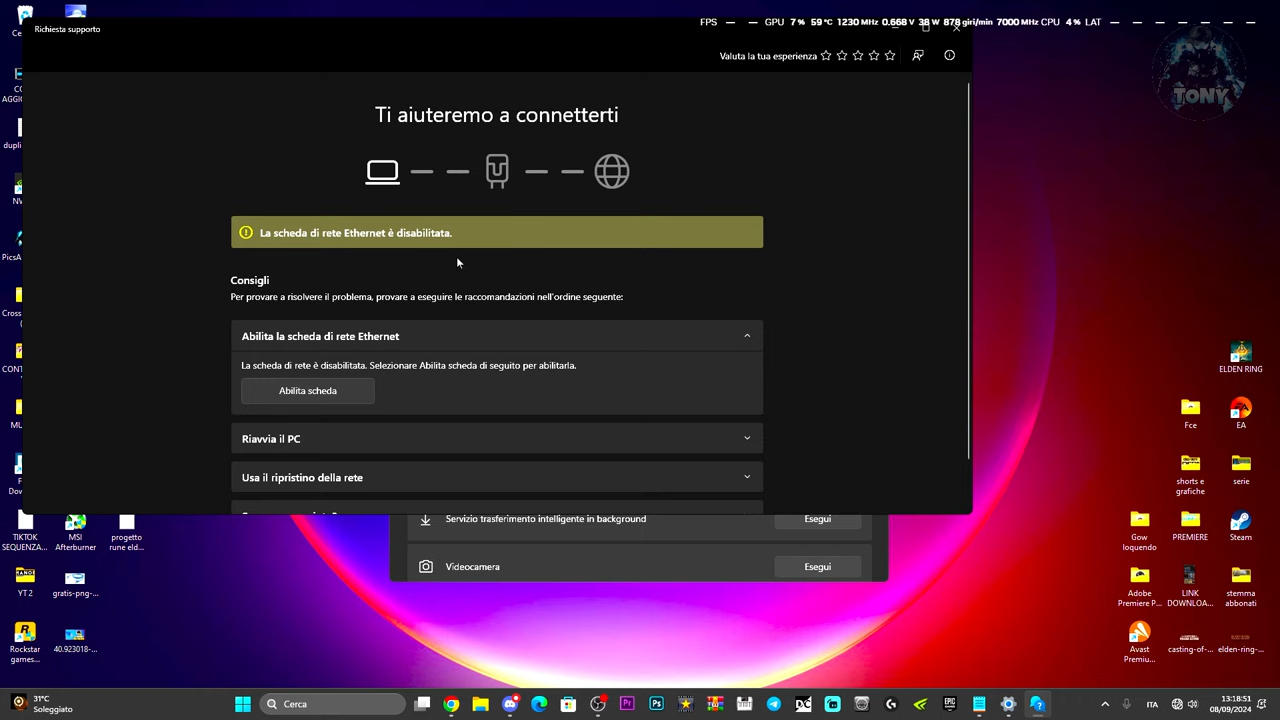 FPS — — GPU 7 % 59 °C 1230 MHz 0.668 V 38 W 878 giri/min 7000 MHz CPU 4 % LAT — — — — — — —
Richiesta supporto
Valuta la tua esperienza
TONY
Ti aiuteremo a connetterti
La scheda di rete Ethernet è disabilitata.
Consigli
Per provare a risolvere il problema, provare a eseguire le raccomandazioni nell'ordine seguente:
Abilita la scheda di rete Ethernet
La scheda di rete è disabilitata. Selezionare Abilita scheda di seguito per abilitarla.
Abilita scheda
Riavvia il PC
Usa il ripristino della rete
Servizio trasferimento intelligente in background
Esegui
Videocamera
Esegui
TIKTOK
SEQUENZA...
MSI
Afterburner
progetto
rune eld...
YT 2
gratis-png-...
Rockstar
games...
40.923018-...
ELDEN RING
Fce
EA
shorts e
grafiche
serie
Gow
loquendo
PREMIERE
Steam
Adobe
Premiere P...
LINK
DOWNLOA...
stemma
abbonati
Avast
Premiu...
casting-of-...
elden-ring-...
31°C
Soleggiato
Cerca
ITA
13:18:51
08/09/2024